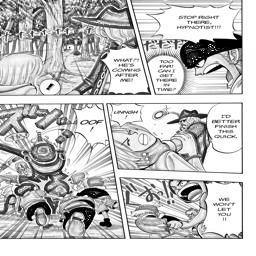 STOP RIGHT
THERE,
HYPNOTIST!!!
TOO
FAR!
CAN I
GET
THERE
IN
TIME?
WHAT?!
HE'S
COMING
AFTER
ME!
I'D
BETTER
FINISH
THIS
QUICK.
UNNGH
OOF
!
WE
WON'T
LET
YOU
!!